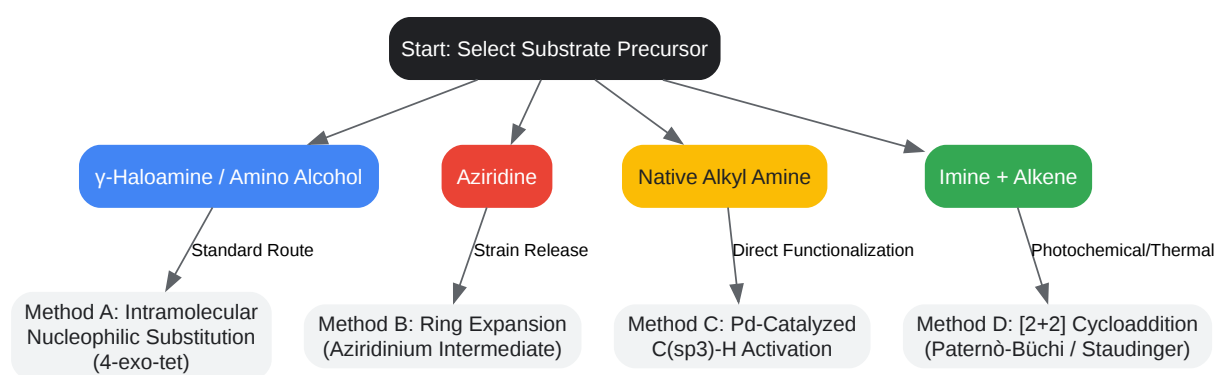 Start: Select Substrate Precursor
γ-Haloamine / Amino Alcohol
Aziridine
Native Alkyl Amine
Imine + Alkene
Standard Route
Strain Release
Direct Functionalization
Photochemical/Thermal
Method A: Intramolecular
Nucleophilic Substitution
(4-exo-tet)
Method B: Ring Expansion
(Aziridinium Intermediate)
Method C: Pd-Catalyzed
C(sp3)-H Activation
Method D: [2+2] Cycloaddition
(Paternò-Büchi / Staudinger)